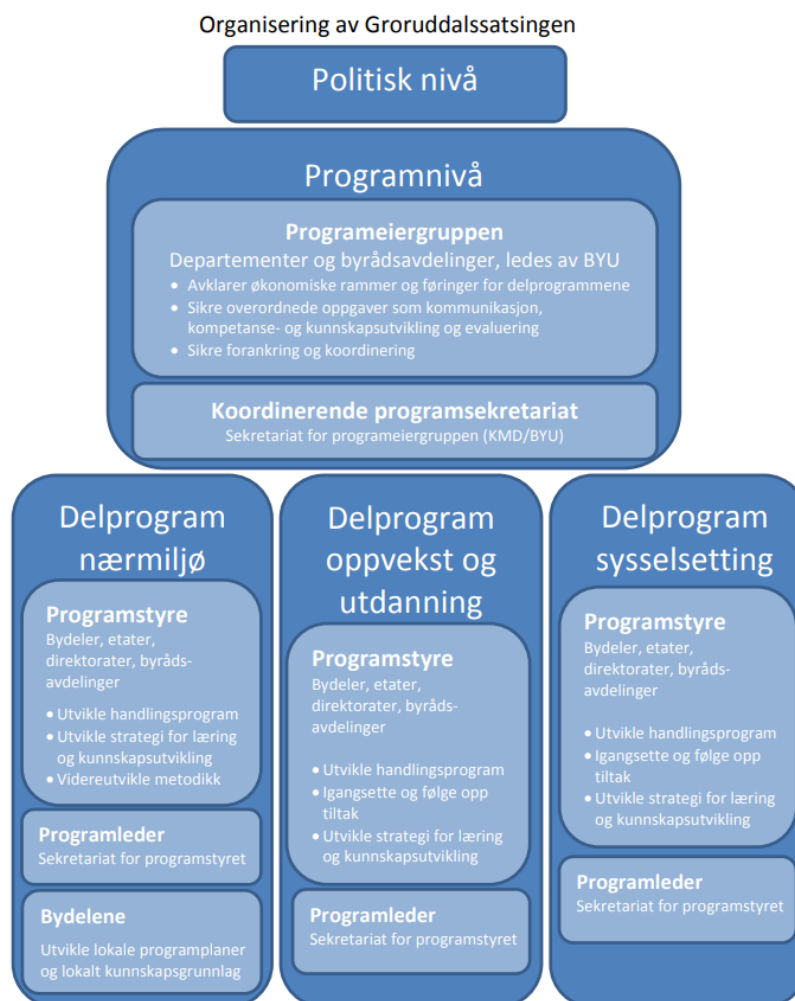 Organisering av Groruddalssatsingen
Politisk nivå
Programnivå
Programeiergruppen
Departementer og byrådsavdelinger, ledes av BYU
• Avklarer økonomiske rammer og føringer for delprogrammene
• Sikre overordnede oppgaver som kommunikasjon,
kompetanse- og kunnskapsutvikling og evaluering
• Sikre forankring og koordinering
Koordinerende programsekretariat
Sekretariat for programeiergruppen (KMD/BYU)
Delprogram
nærmiljø
Programstyre
Bydeler, etater,
direktorater, byråds-
avdelinger
• Utvikle handlingsprogram
• Utvikle strategi for læring
og kunnskapsutvikling
• Videreutvikle metodikk
Programleder
Sekretariat for programstyret
Bydelene
Utvikle lokale programplaner
og lokalt kunnskapsgrunnlag
Delprogram
oppvekst og
utdanning
Programstyre
Bydeler, etater,
direktorater, byråds-
avdelinger
• Utvikle handlingsprogram
• Igangsette og følge opp
tiltak
• Utvikle strategi for læring
og kunnskapsutvikling
Programleder
Sekretariat for programstyret
Delprogram
sysselsetting
Programstyre
Bydeler, etater,
direktorater, byråds-
avdelinger
• Utvikle handlingsprogram
• Igangsette og følge opp
tiltak
• Utvikle strategi for læring
og kunnskapsutvikling
Programleder
Sekretariat for programstyret